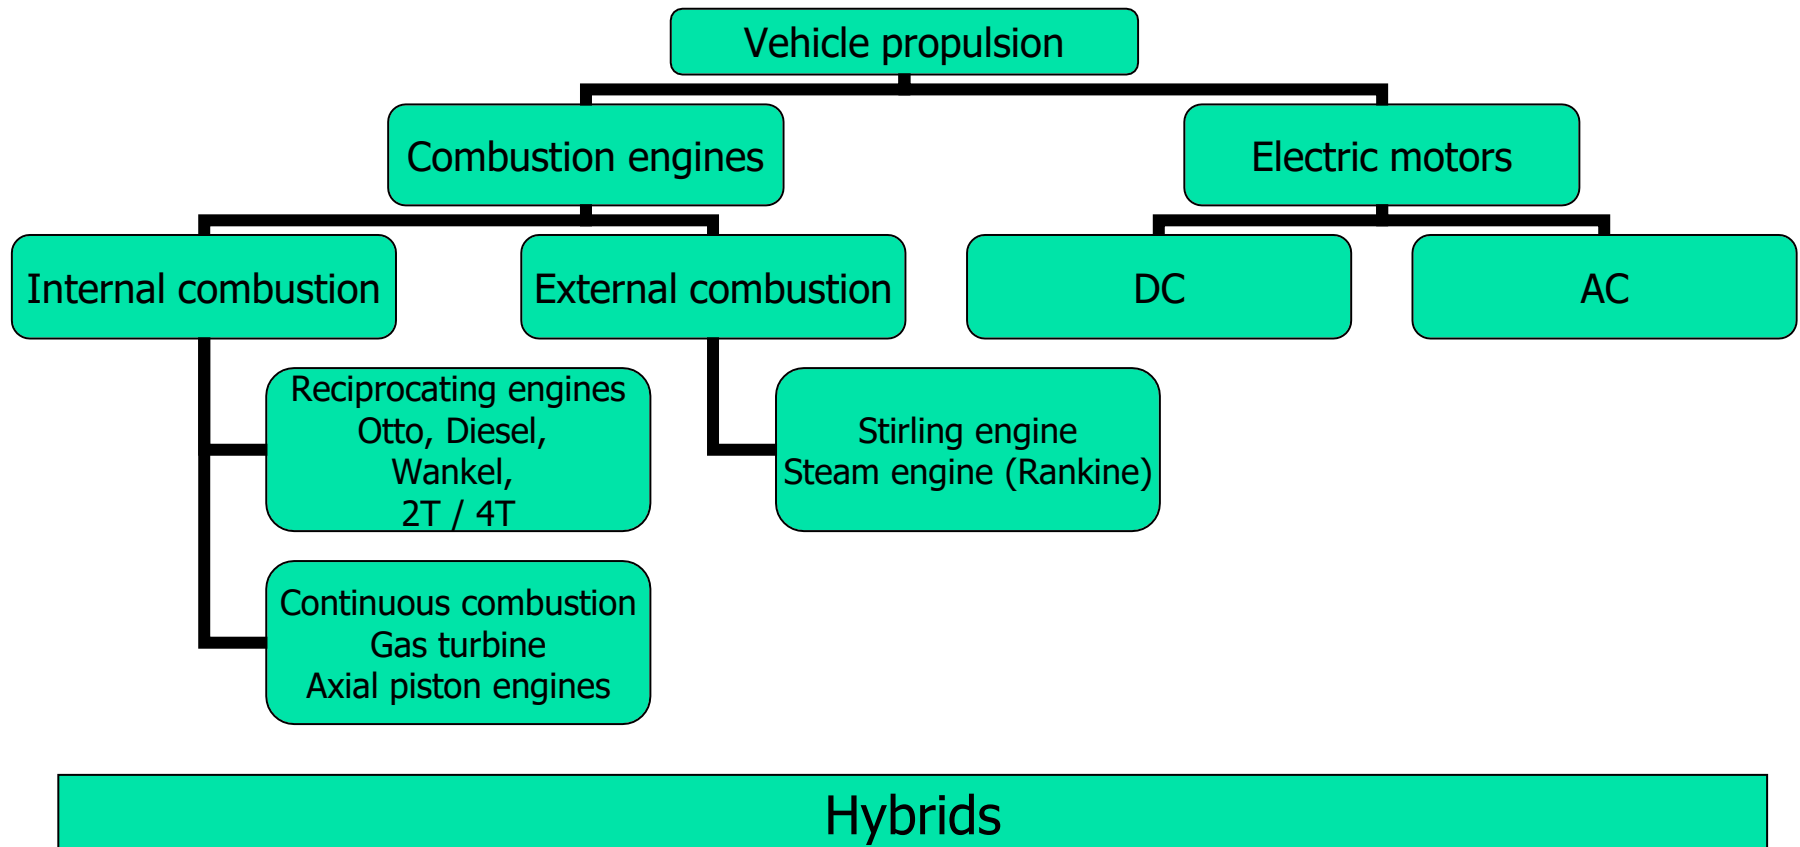 Vehicle propulsion
Combustion engines
Electric motors
Internal combustion
External combustion
DC
AC
Reciprocating engines
Otto, Diesel,
Wankel,
2T / 4T
Stirling engine
Steam engine (Rankine)
Continuous combustion
Gas turbine
Axial piston engines
Hybrids